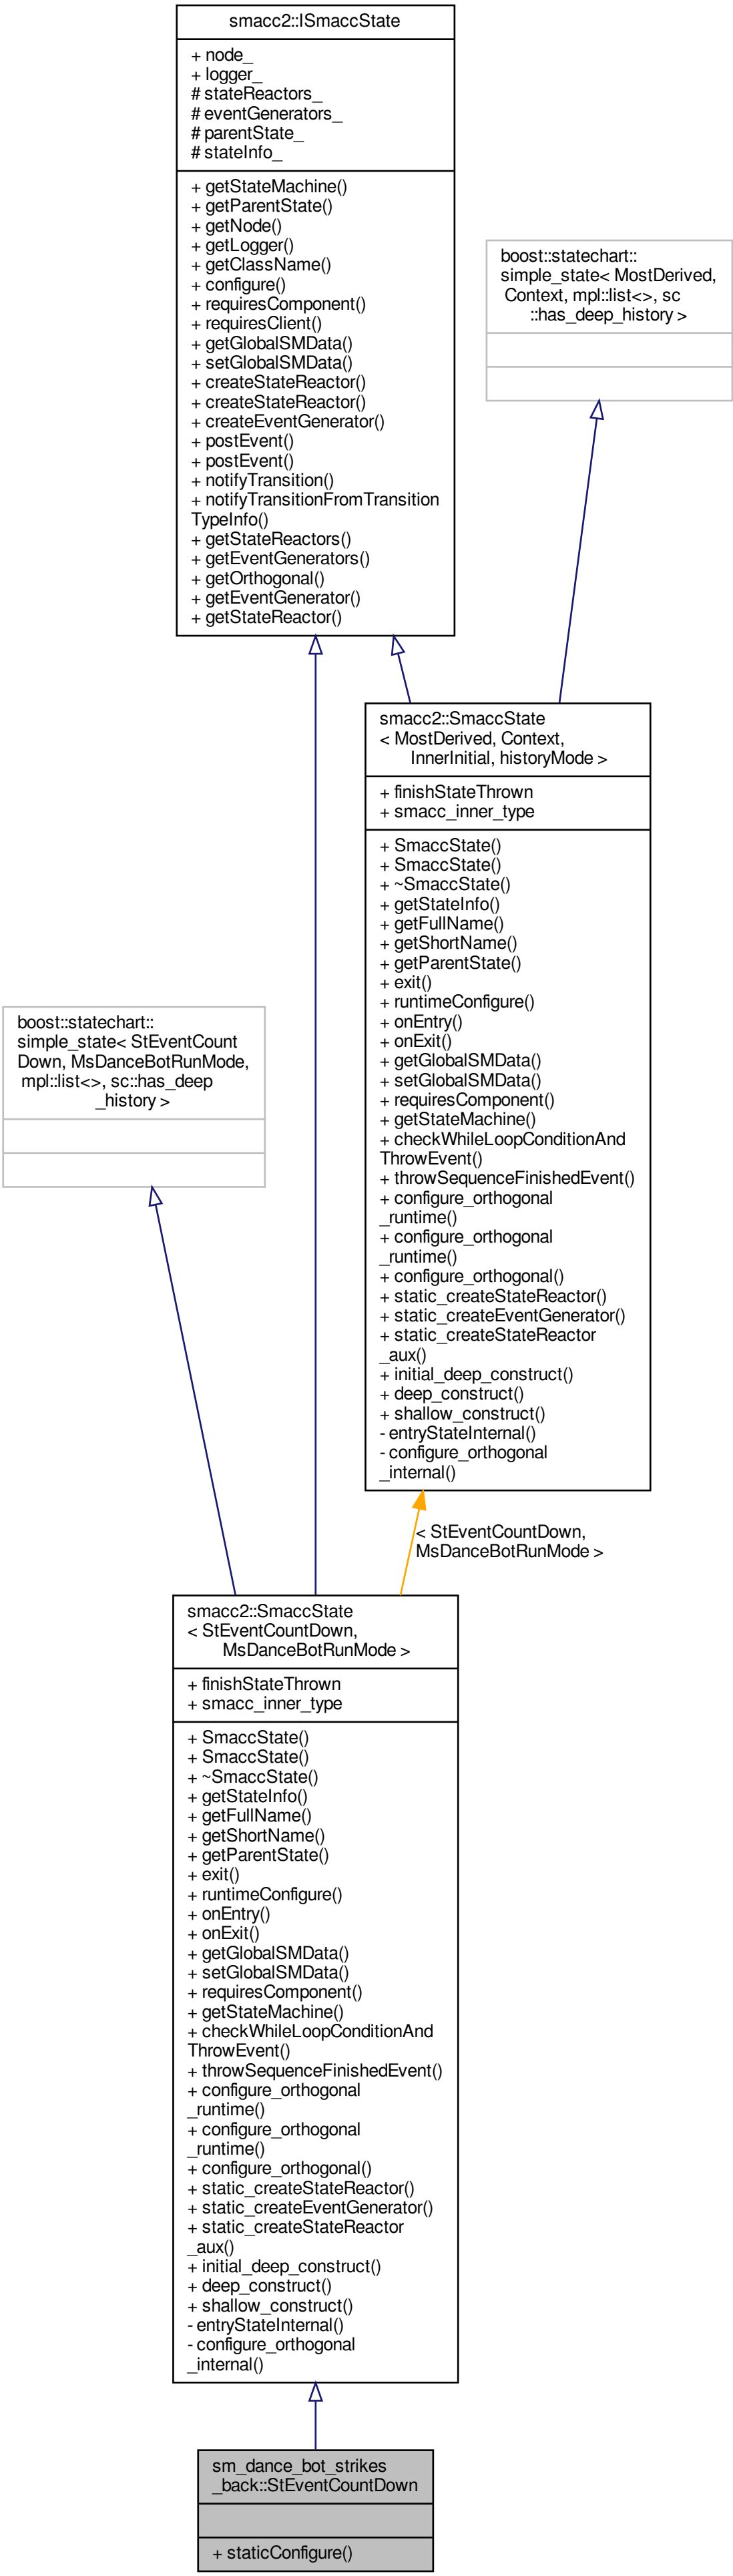 smacc2::ISmaccState
+ node_
+ logger_
# stateReactors_
# eventGenerators_
# parentState_
# stateInfo_
+ getStateMachine()
+ getParentState()
+ getNode()
+ getLogger()
+ getClassName()
+ configure()
+ requiresComponent()
+ requiresClient()
+ getGlobalSMData()
+ setGlobalSMData()
+ createStateReactor()
+ createStateReactor()
+ createEventGenerator()
+ postEvent()
+ postEvent()
+ notifyTransition()
+ notifyTransitionFromTransition
TypeInfo()
+ getStateReactors()
+ getEventGenerators()
+ getOrthogonal()
+ getEventGenerator()
+ getStateReactor()
boost::statechart::
simple_state< MostDerived,
Context, mpl::list<>, sc
::has_deep_history >
smacc2::SmaccState
< MostDerived, Context,
InnerInitial, historyMode >
+ finishStateThrown
+ smacc_inner_type
+ SmaccState()
+ SmaccState()
+ ~SmaccState()
+ getStateInfo()
+ getFullName()
+ getShortName()
+ getParentState()
+ exit()
+ runtimeConfigure()
+ onEntry()
+ onExit()
+ getGlobalSMData()
+ setGlobalSMData()
+ requiresComponent()
+ getStateMachine()
+ checkWhileLoopConditionAnd
ThrowEvent()
+ throwSequenceFinishedEvent()
+ configure_orthogonal
_runtime()
+ configure_orthogonal
_runtime()
+ configure_orthogonal()
+ static_createStateReactor()
+ static_createEventGenerator()
+ static_createStateReactor
_aux()
+ initial_deep_construct()
+ deep_construct()
+ shallow_construct()
- entryStateInternal()
- configure_orthogonal
_internal()
boost::statechart::
simple_state< StEventCount
Down, MsDanceBotRunMode,
mpl::list<>, sc::has_deep
_history >
< StEventCountDown,
MsDanceBotRunMode >
smacc2::SmaccState
< StEventCountDown,
MsDanceBotRunMode >
+ finishStateThrown
+ smacc_inner_type
+ SmaccState()
+ SmaccState()
+ ~SmaccState()
+ getStateInfo()
+ getFullName()
+ getShortName()
+ getParentState()
+ exit()
+ runtimeConfigure()
+ onEntry()
+ onExit()
+ getGlobalSMData()
+ setGlobalSMData()
+ requiresComponent()
+ getStateMachine()
+ checkWhileLoopConditionAnd
ThrowEvent()
+ throwSequenceFinishedEvent()
+ configure_orthogonal
_runtime()
+ configure_orthogonal
_runtime()
+ configure_orthogonal()
+ static_createStateReactor()
+ static_createEventGenerator()
+ static_createStateReactor
_aux()
+ initial_deep_construct()
+ deep_construct()
+ shallow_construct()
- entryStateInternal()
- configure_orthogonal
_internal()
sm_dance_bot_strikes
_back::StEventCountDown
+ staticConfigure()